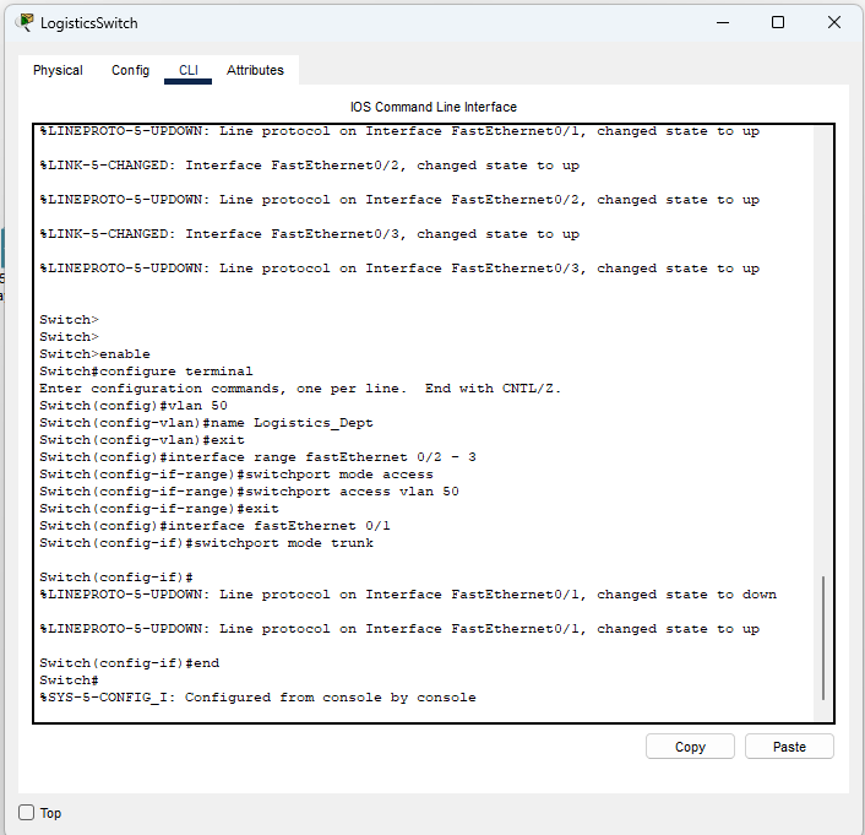 LogisticsSwitch
Physical Config CLI Attributes
IOS Command Line Interface
%LINEPROTO-5-UPDOWN: Line protocol on Interface FastEthernet0/1, changed state to up
%LINK-5-CHANGED: Interface FastEthernet0/2, changed state to up
%LINEPROTO-5-UPDOWN: Line protocol on Interface FastEthernet0/2, changed state to up
%LINK-5-CHANGED: Interface FastEthernet0/3, changed state to up
%LINEPROTO-5-UPDOWN: Line protocol on Interface FastEthernet0/3, changed state to up
Switch>
Switch>
Switch>enable
Switch#configure terminal
Enter configuration commands, one per line.  End with CNTL/Z.
Switch(config)#vlan 50
Switch(config-vlan)#name Logistics_Dept
Switch(config-vlan)#exit
Switch(config)#interface range fastEthernet 0/2 - 3
Switch(config-if-range)#switchport mode access
Switch(config-if-range)#switchport access vlan 50
Switch(config-if-range)#exit
Switch(config)#interface fastEthernet 0/1
Switch(config-if)#switchport mode trunk
Switch(config-if)#
%LINEPROTO-5-UPDOWN: Line protocol on Interface FastEthernet0/1, changed state to down
%LINEPROTO-5-UPDOWN: Line protocol on Interface FastEthernet0/1, changed state to up
Switch(config-if)#end
Switch#
%SYS-5-CONFIG_I: Configured from console by console
Copy Paste
Top